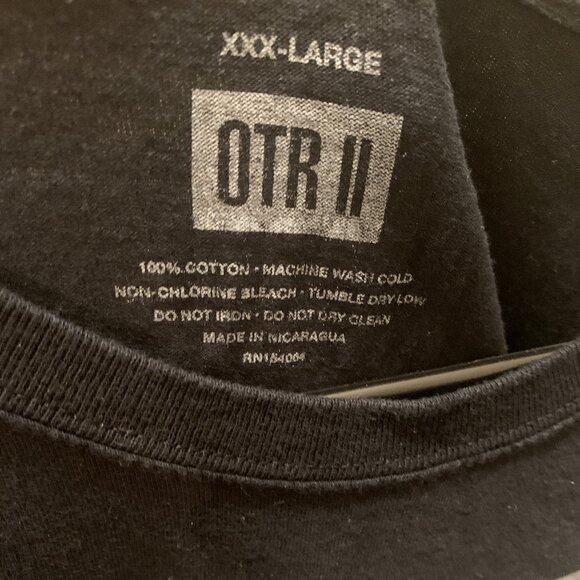 XXX-LARGE
OTR II
100% COTTON • MACHINE WASH COLD
NON-CHLORINE BLEACH • TUMBLE DRY LOW
DO NOT IRON • DO NOT DRY CLEAN
MADE IN NICARAGUA